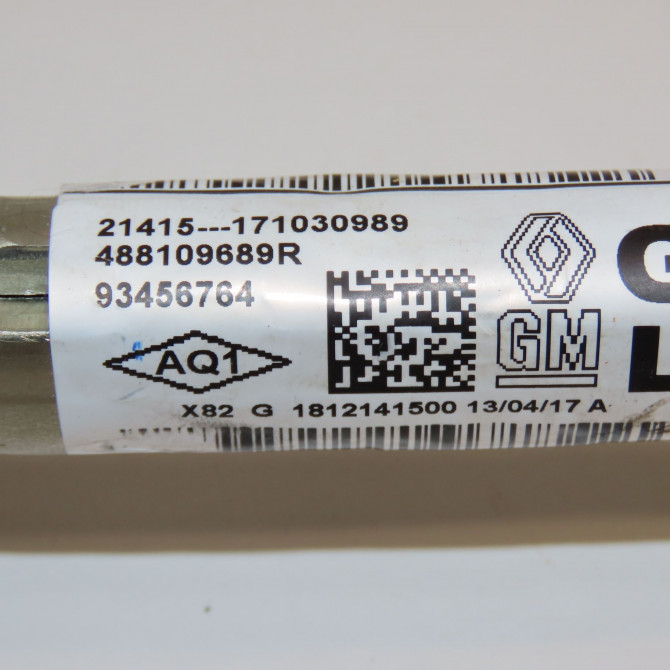 21415---171030989
488109689R
93456764
AQ1
GM
G
L
X82 G 1812141500 13/04/17 A